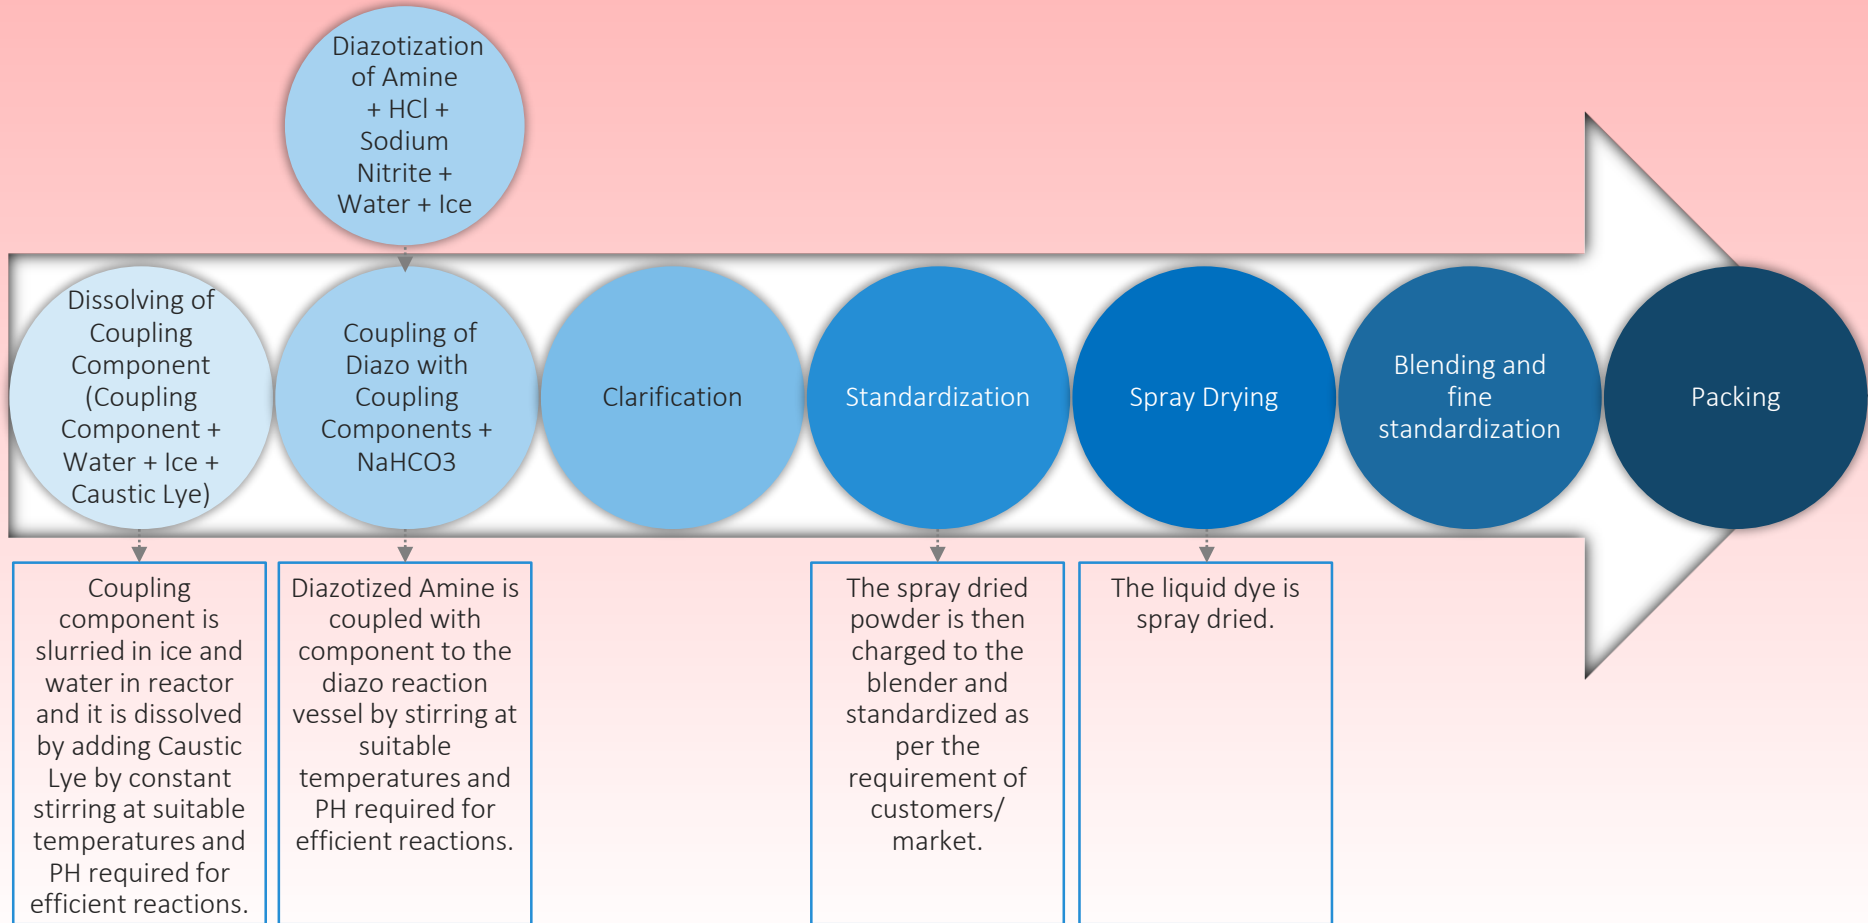 Diazotization
of Amine
+ HCl +
Sodium
Nitrite +
Water + Ice
Dissolving of
Coupling
Component
(Coupling
Component +
Water + Ice +
Caustic Lye)
Coupling of
Diazo with
Coupling
Components +
NaHCO3
Clarification
Standardization
Spray Drying
Blending and
fine
standardization
Packing
Coupling
component is
slurried in ice and
water in reactor
and it is dissolved
by adding Caustic
Lye by constant
stirring at suitable
temperatures and
PH required for
efficient reactions.
Diazotized Amine is
coupled with
component to the
diazo reaction
vessel by stirring at
suitable
temperatures and
PH required for
efficient reactions.
The spray dried
powder is then
charged to the
blender and
standardized as
per the
requirement of
customers/
market.
The liquid dye is
spray dried.